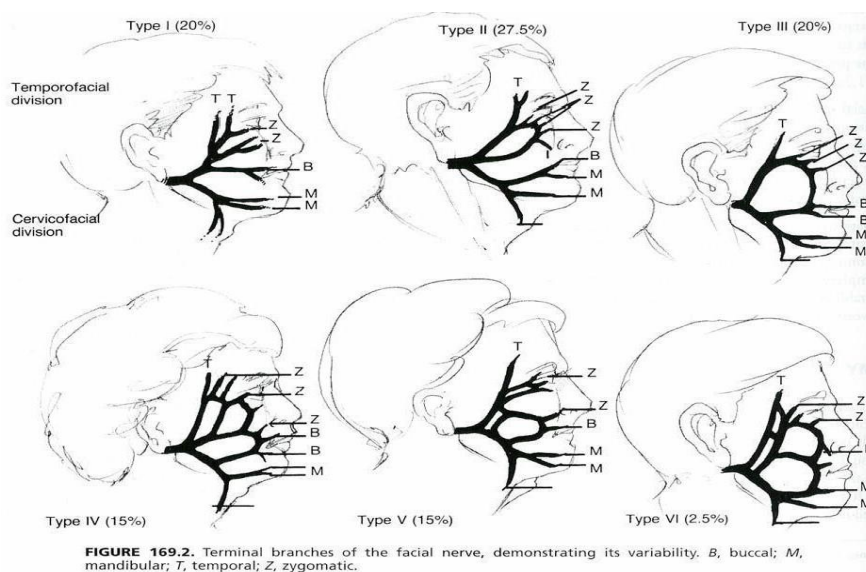 Type I (20%)
Type II (27.5%)
Type III (20%)
Temporofacial
division
T T
Z
Z
B
M
M
Cervicofacial
division
T
Z
Z
Z
B
M
M
T
Z
Z
Z
B
B
M
M
T
Z
Z
Z
B
B
M
T
Z
Z
B
M
M
T
Z
Z
M
M
Type IV (15%)
Type V (15%)
Type VI (2.5%)
FIGURE 169.2. Terminal branches of the facial nerve, demonstrating its variability. B, buccal; M,
mandibular; T, temporal; Z, zygomatic.